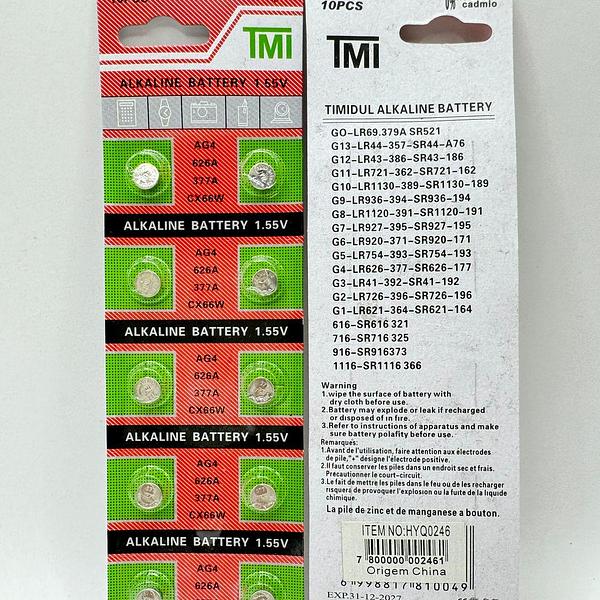 TMI
ALKALINE BATTERY 1.55V
AG4
626A
377A
CX66W
ALKALINE BATTERY 1.55V
AG4
626A
377A
CX66W
ALKALINE BATTERY 1.55V
AG4
626A
377A
CX66W
ALKALINE BATTERY 1.55V
AG4
626A
377A
CX66W
ALKALINE BATTERY 1.55V
AG4
626A
10PCS
0% cadmio
TMI
TIMIDUL ALKALINE BATTERY
GO-LR69.379A SR521
G13-LR44-357-SR44-A76
G12-LR43-386-SR43-186
G11-LR721-362-SR721-162
G10-LR1130-389-SR1130-189
G9-LR936-394-SR936-194
G8-LR1120-391-SR1120-191
G7-LR927-395-SR927-195
G6-LR920-371-SR920-171
G5-LR754-393-SR754-193
G4-LR626-377-SR626-177
G3-LR41-392-SR41-192
G2-LR726-396-SR726-196
G1-LR621-364-SR621-164
616-SR616 321
716-SR716 325
916-SR916373
1116-SR1116 366
Warning
1.wipe the surface of battery with
dry cloth before use.
2.Battery may explode or leak if recharged
or disposed of in fire.
3.Refer to instructions of apparatus and make
sure battery polafity before use.
Remarqués:
1.Avant de l'utilisation, faire attention aux électrodes
de pile,"+" désigne l'électrode positive.
2.Il faut conserver les piles dans un endroit sec et frais.
Precautionner le court-circuit.
3.Le fait de mettre les piles dans le feu ou de les recharger
risquera de provoquer l'explosion ou la fuite de la liquide
chimique.
La pile de zinc et de manganese a bouton.
ITEM NO:HYQ0246
7 800000 002461
Origem China
6 998817 810049
EXP.31-12-2027